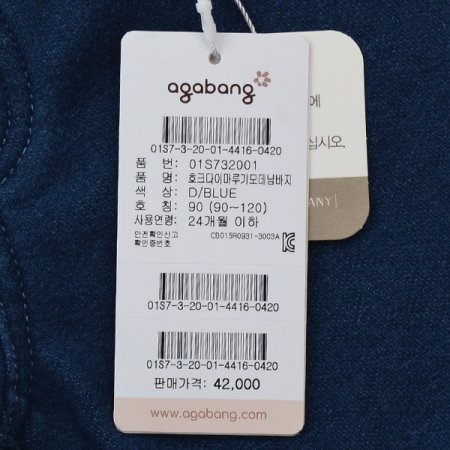 agabang
01S7-3-20-01-4416-0420
품 번: 01S732001
품 명: 호크다이마루기모데님바지
색 상: D/BLUE
호 칭: 90 (90~120)
사용연령: 24개월 이하
안전확인신고
확인증번호 CB015R0931-3003A
01S7-3-20-01-4416-0420
01S7-3-20-01-4416-0420
판매가격: 42,000
www.agabang.com
에
십시오.
ANY